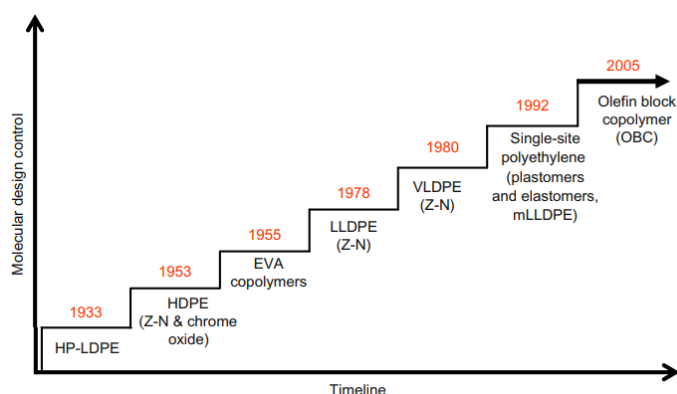 2005
Olefin block
copolymer
(OBC)
1992
Single-site
polyethylene
(plastomers
and elastomers,
mLLDPE)
1980
VLDPE
(Z-N)
1978
LLDPE
(Z-N)
1955
EVA
copolymers
1953
HDPE
(Z-N & chrome
oxide)
1933
HP-LDPE
Molecular design control
Timeline